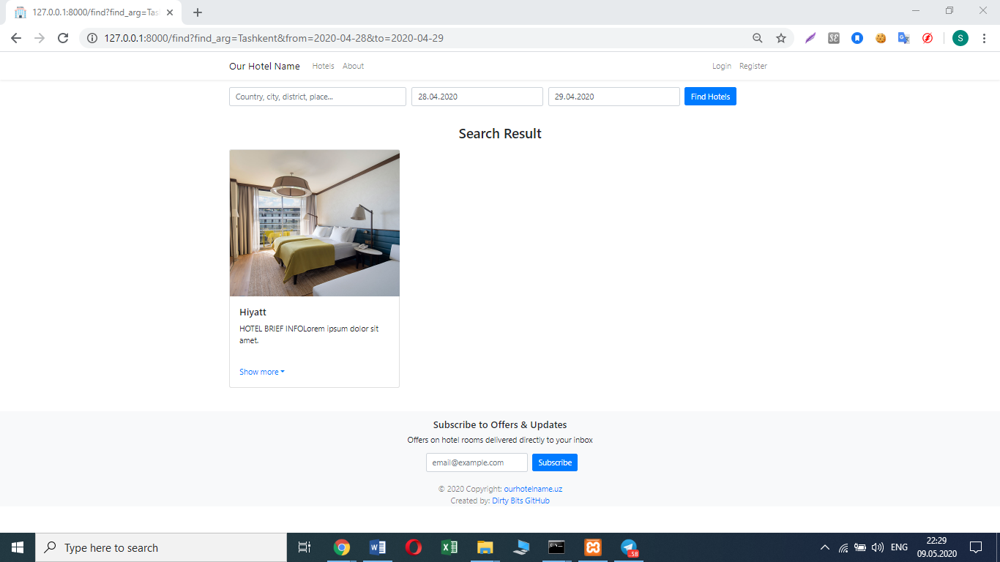 127.0.0.1:8000/find?find_arg=Tas
127.0.0.1:8000/find?find_arg=Tashkent&from=2020-04-28&to=2020-04-29
S
Our Hotel Name Hotels About Login Register
Country, city, district, place... 28.04.2020 29.04.2020 Find Hotels
Search Result
Hiyatt
HOTEL BRIEF INFOLorem ipsum dolor sit
amet.
Show more
Subscribe to Offers & Updates
Offers on hotel rooms delivered directly to your inbox
email@example.com Subscribe
© 2020 Copyright: ourhotelname.uz
Created by: Dirty Bits GitHub
Type here to search
.58
ENG
22:29
09.05.2020